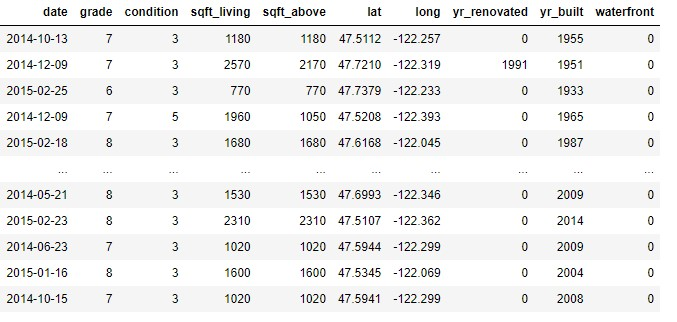 date grade condition sqft_living sqft_above lat long yr_renovated yr_built waterfront
2014-10-13 7 3 1180 1180 47.5112 -122.257 0 1955 0
2014-12-09 7 3 2570 2170 47.7210 -122.319 1991 1951 0
2015-02-25 6 3 770 770 47.7379 -122.233 0 1933 0
2014-12-09 7 5 1960 1050 47.5208 -122.393 0 1965 0
2015-02-18 8 3 1680 1680 47.6168 -122.045 0 1987 0
... ... ... ... ... ... ... ... ... ...
2014-05-21 8 3 1530 1530 47.6993 -122.346 0 2009 0
2015-02-23 8 3 2310 2310 47.5107 -122.362 0 2014 0
2014-06-23 7 3 1020 1020 47.5944 -122.299 0 2009 0
2015-01-16 8 3 1600 1600 47.5345 -122.069 0 2004 0
2014-10-15 7 3 1020 1020 47.5941 -122.299 0 2008 0